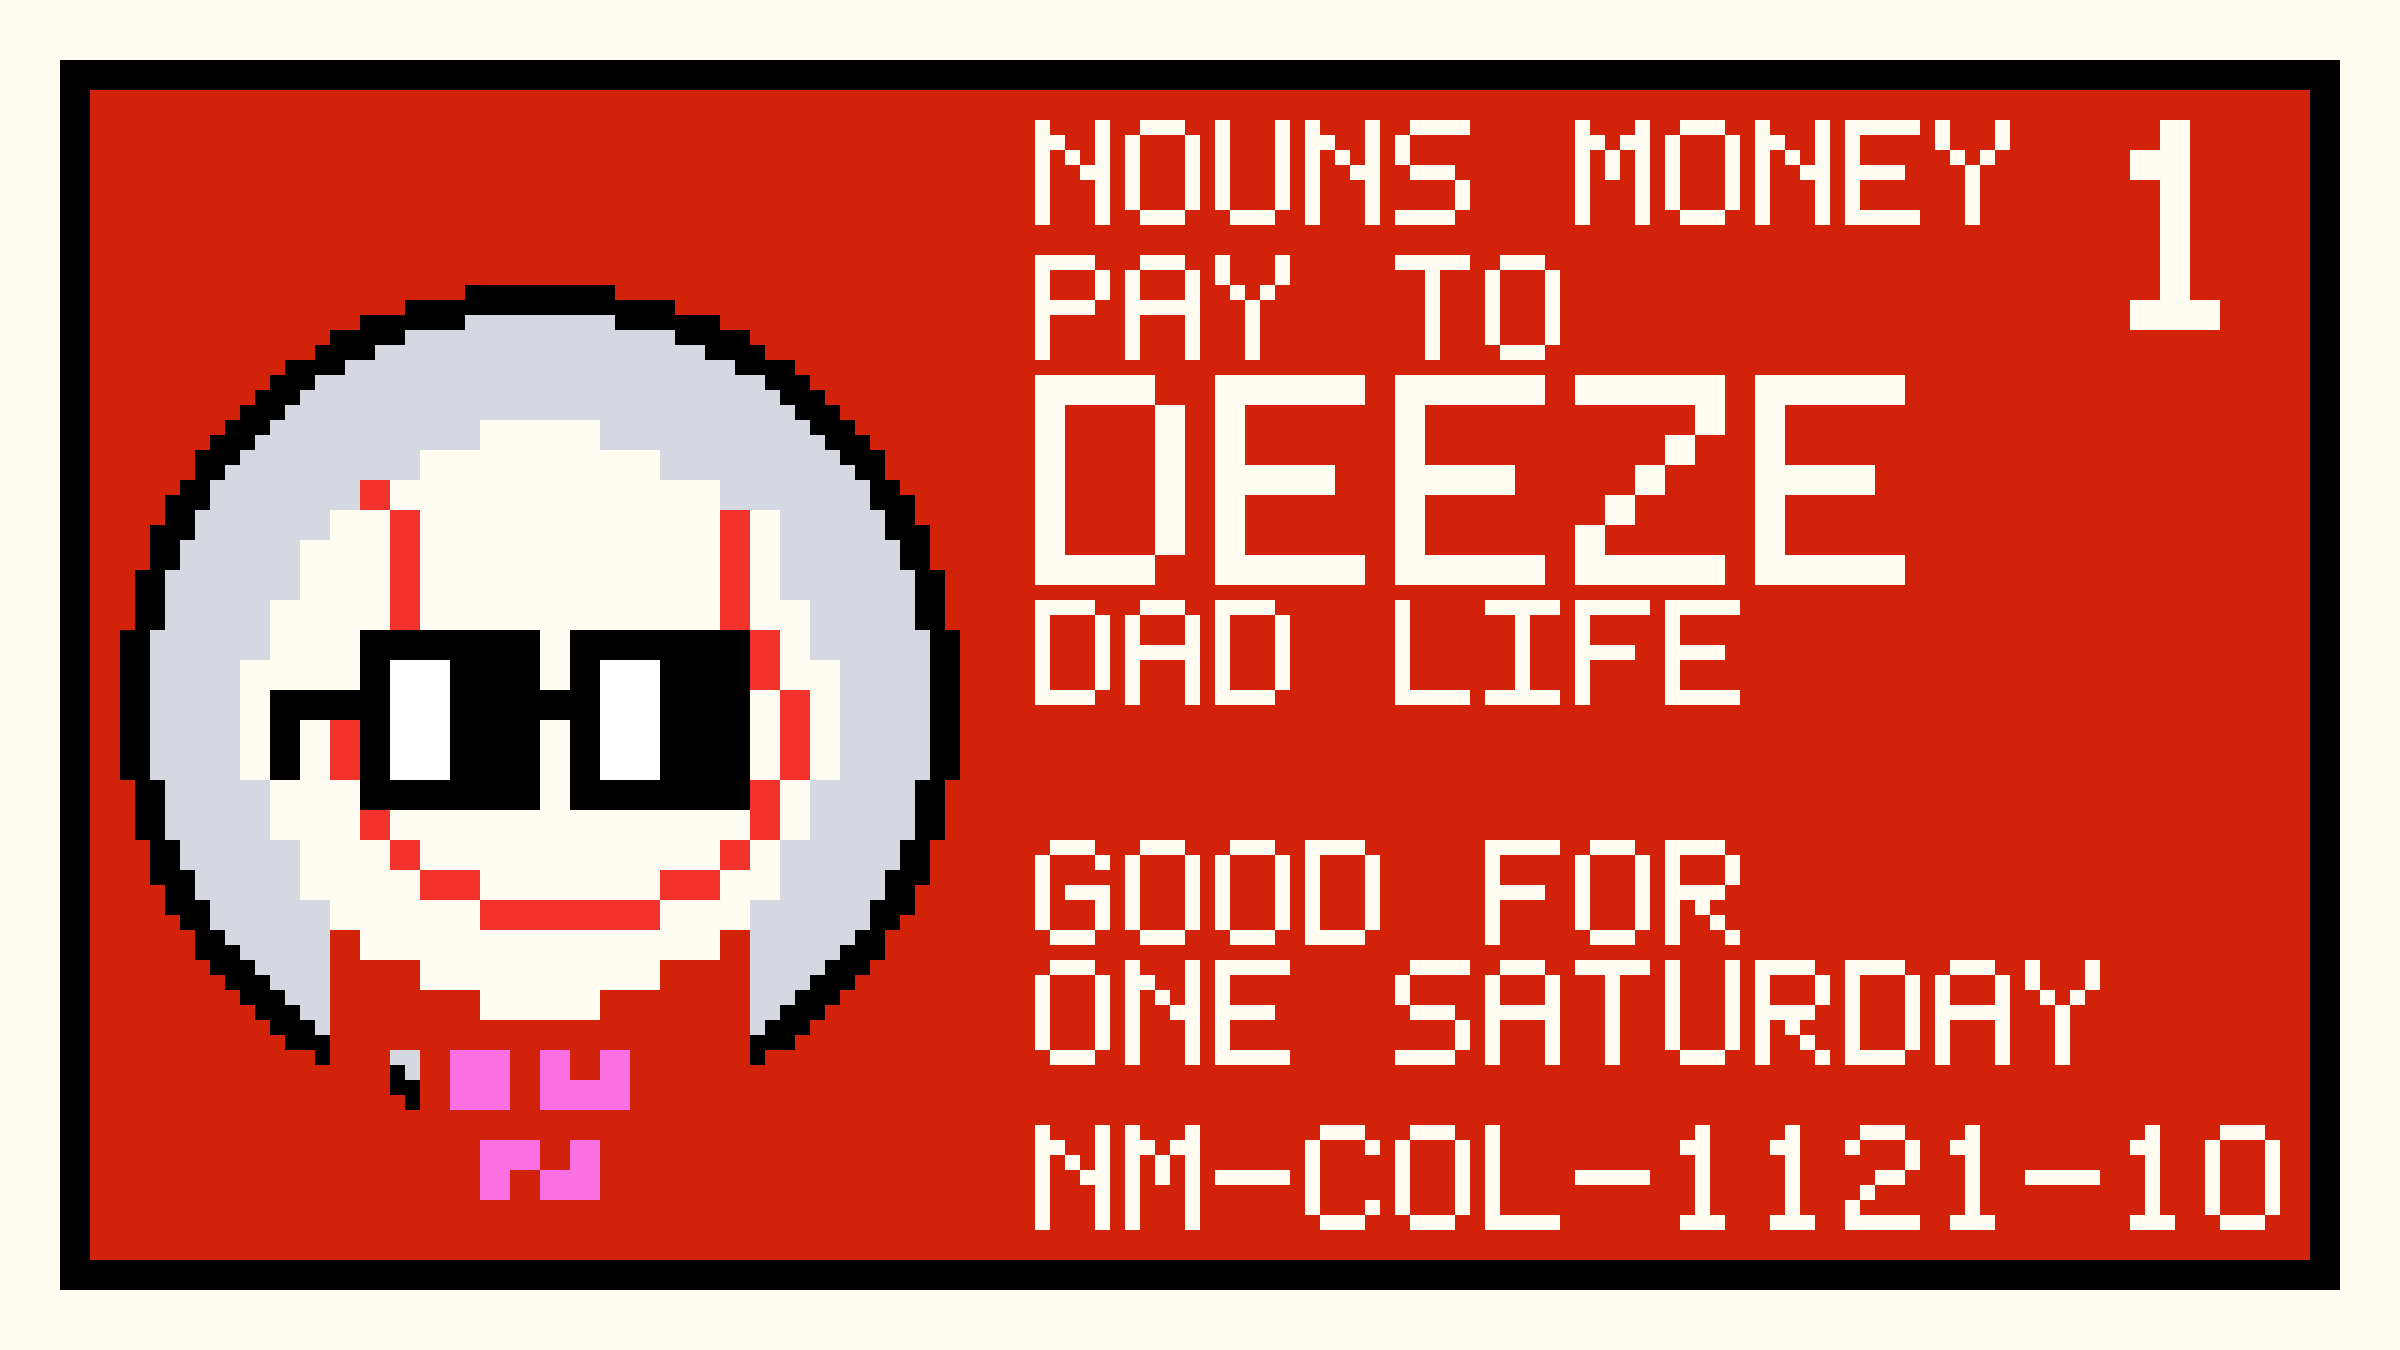 NOUNS MONEY 1
PAY TO
DEEZE
DAD LIFE
GOOD FOR
ONE SATURDAY
NM-COL-1121-10